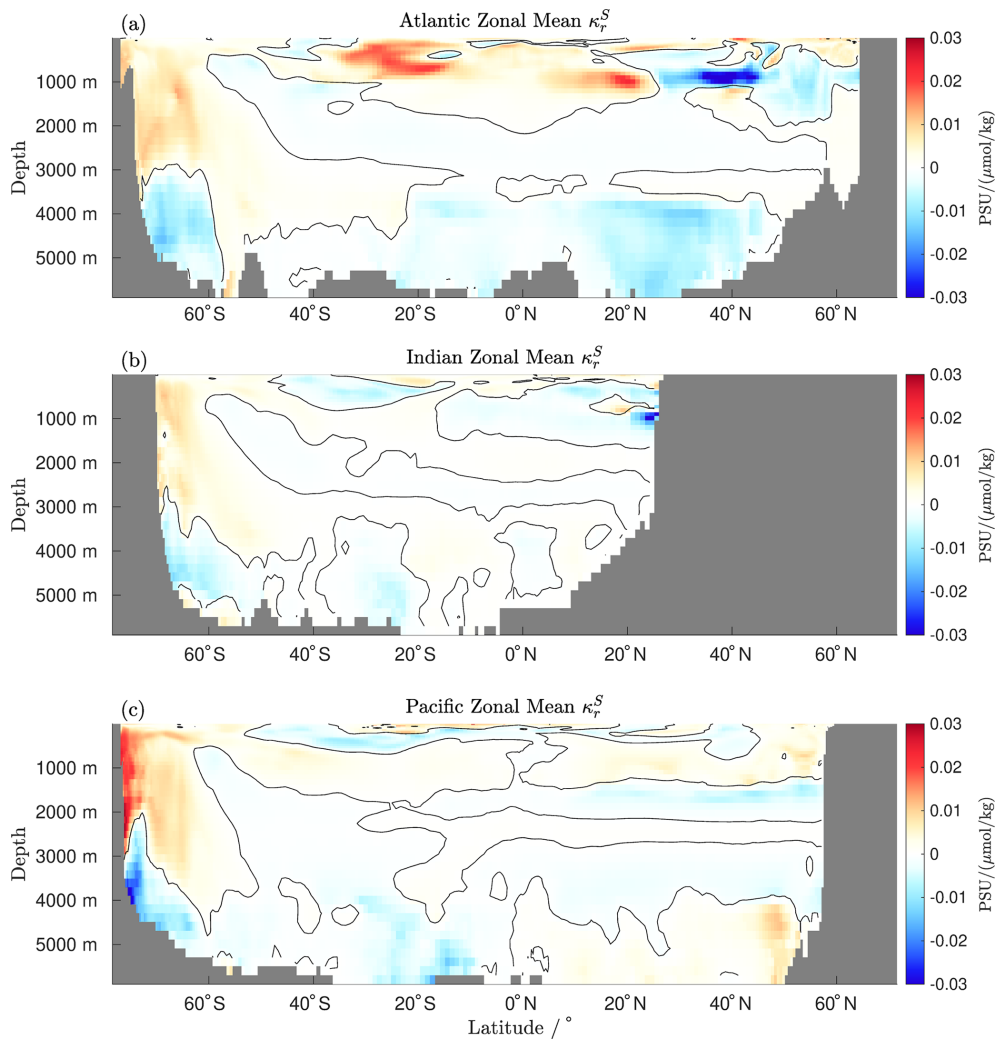 (a) Atlantic Zonal Mean κ_r^S
Depth
1000 m
2000 m
3000 m
4000 m
5000 m
60°S 40°S 20°S 0°N 20°N 40°N 60°N
0.03
0.02
0.01
0
-0.01
-0.02
-0.03
PSU/(μmol/kg)
(b) Indian Zonal Mean κ_r^S
Depth
1000 m
2000 m
3000 m
4000 m
5000 m
60°S 40°S 20°S 0°N 20°N 40°N 60°N
0.03
0.02
0.01
0
-0.01
-0.02
-0.03
PSU/(μmol/kg)
(c) Pacific Zonal Mean κ_r^S
Depth
1000 m
2000 m
3000 m
4000 m
5000 m
60°S 40°S 20°S 0°N 20°N 40°N 60°N
Latitude / °
0.03
0.02
0.01
0
-0.01
-0.02
-0.03
PSU/(μmol/kg)